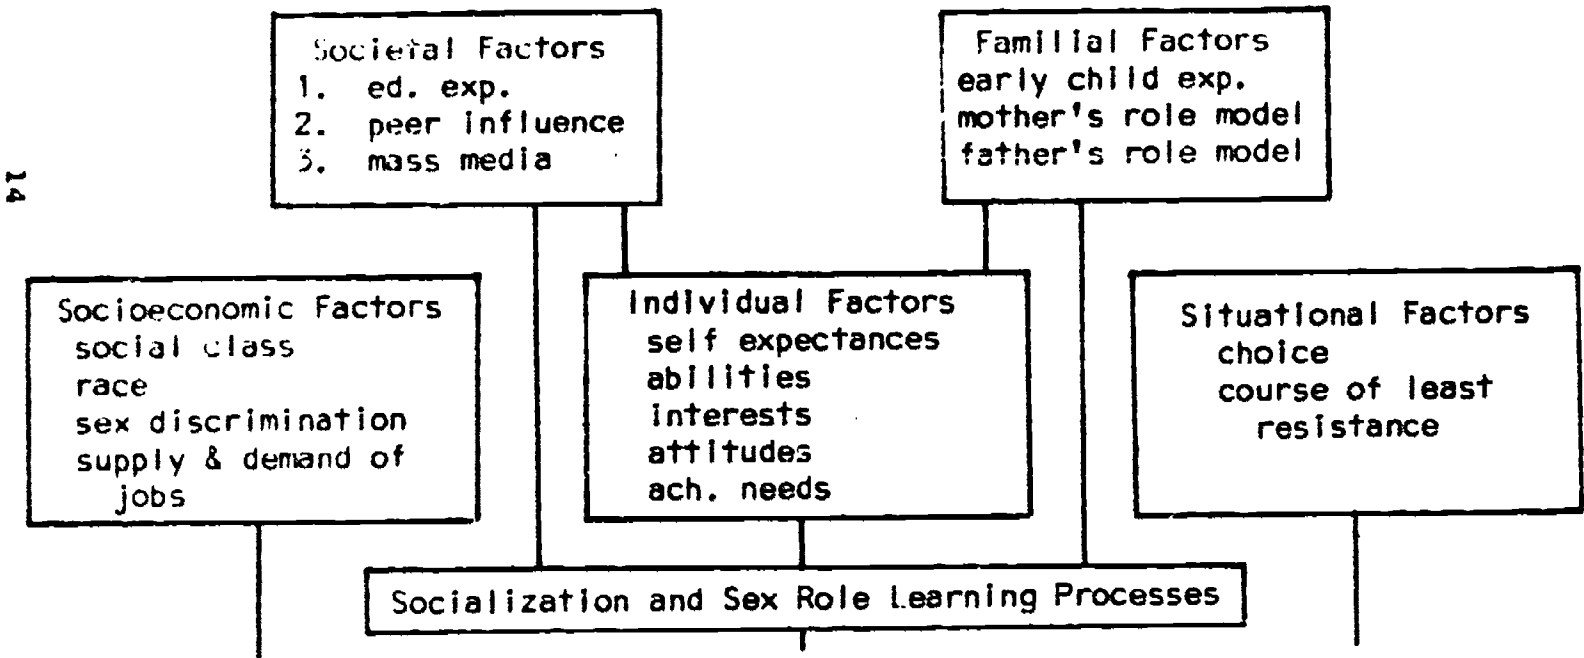 Societal Factors
1. ed. exp.
2. peer influence
3. mass media
Familial Factors
early child exp.
mother's role model
father's role model
14
Socioeconomic Factors
social class
race
sex discrimination
supply & demand of
jobs
Individual Factors
self expectances
abilities
interests
attitudes
ach. needs
Situational Factors
choice
course of least
resistance
Socialization and Sex Role Learning Processes